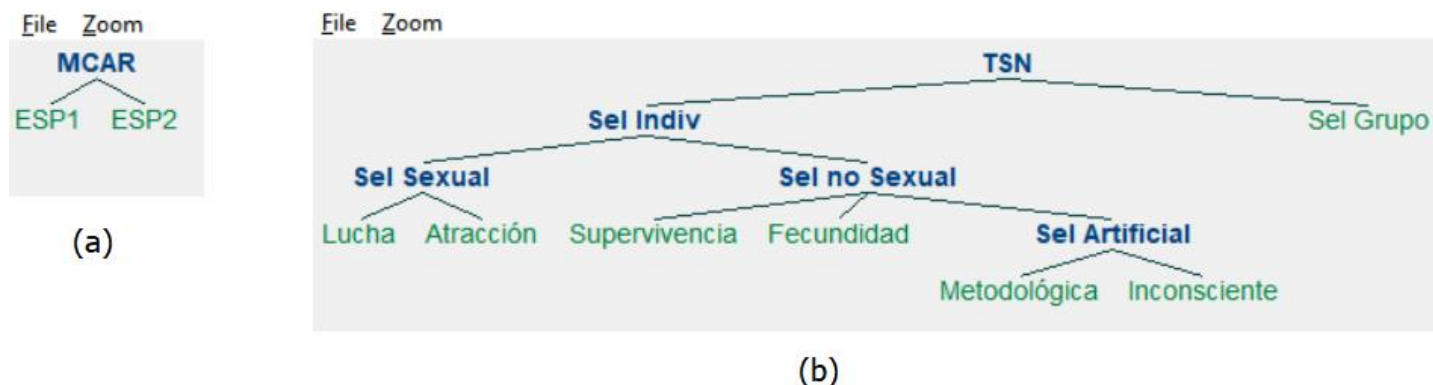 File Zoom
MCAR
ESP1 ESP2
(a)
File Zoom
TSN
Sel Indiv Sel Grupo
Sel Sexual Sel no Sexual
Lucha Atracción Supervivencia Fecundidad Sel Artificial
Metodológica Inconsciente
(b)